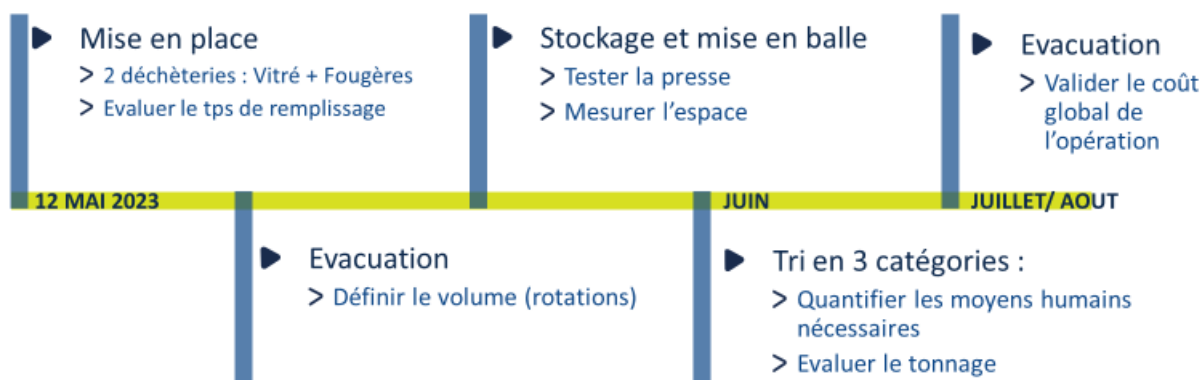 Mise en place
> 2 déchèteries : Vitré + Fougères
> Evaluer le tps de remplissage
Stockage et mise en balle
> Tester la presse
> Mesurer l'espace
Evacuation
> Valider le coût
global de
l'opération
12 MAI 2023
JUIN
JUILLET/ AOUT
Evacuation
> Définir le volume (rotations)
Tri en 3 catégories :
> Quantifier les moyens humains
nécessaires
> Evaluer le tonnage